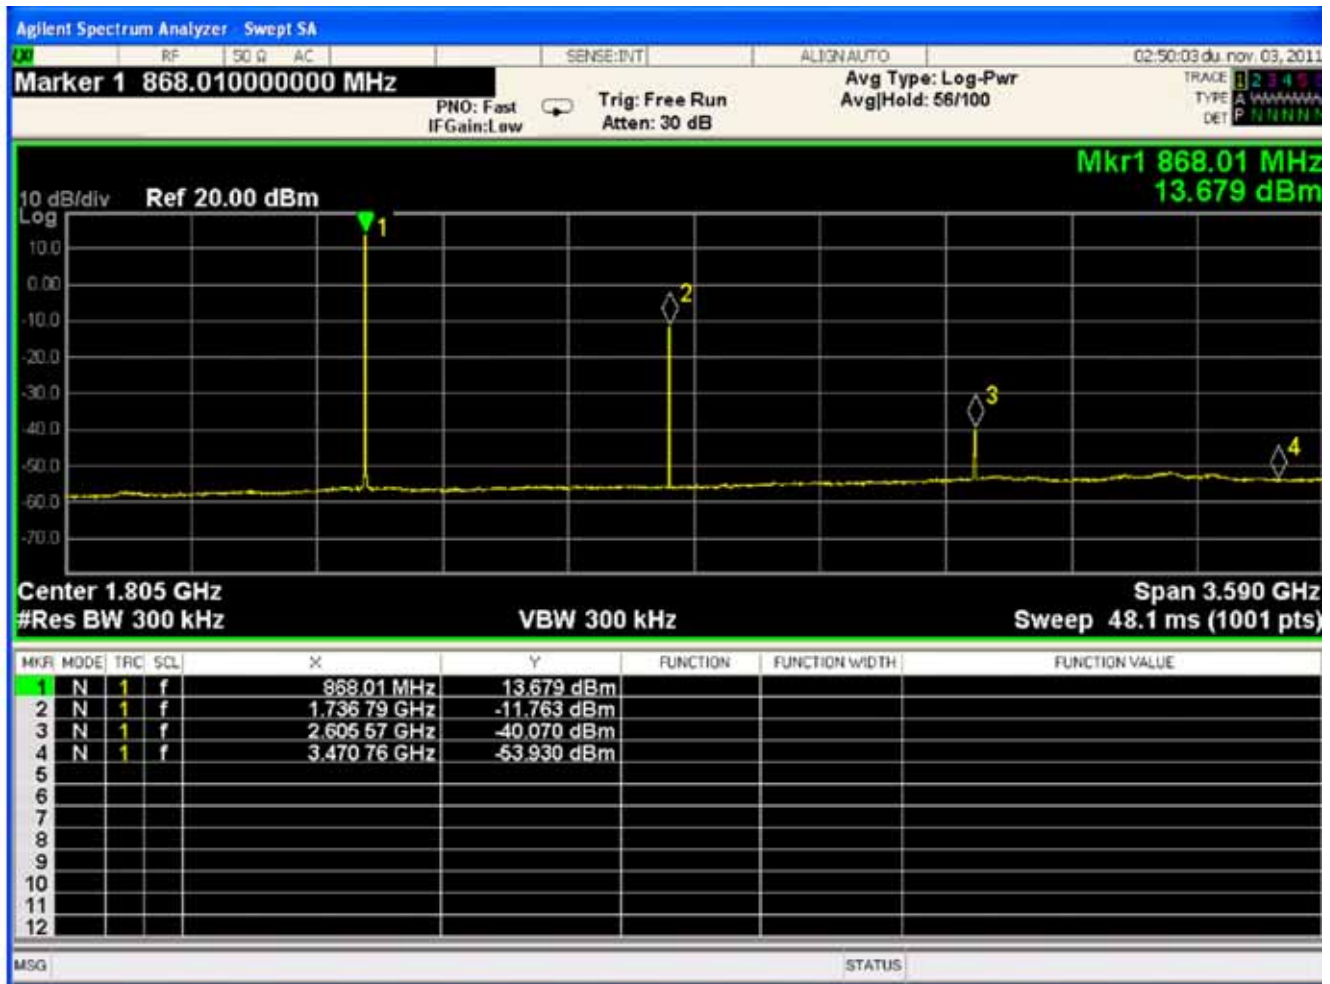 Agilent Spectrum Analyzer - Swept SA
RF 50 Ω AC SENSE:INT ALIGN AUTO 02:50:03 du. nov. 03, 2011
Marker 1 868.010000000 MHz
PNO: Fast
IFGain:Low
Trig: Free Run
Atten: 30 dB
Avg Type: Log-Pwr
Avg|Hold: 56/100
TRACE 1 2 3 4 5
TYPE A
DET P N N N N N
Mkr1 868.01 MHz
13.679 dBm
10 dB/div Ref 20.00 dBm
Log
10.0
0.00
-10.0
-20.0
-30.0
-40.0
-50.0
-60.0
-70.0
1
2
3
4
Center 1.805 GHz Span 3.590 GHz
#Res BW 300 kHz VBW 300 kHz Sweep 48.1 ms (1001 pts)
MKR MODE TRC SCL X Y FUNCTION FUNCTION WIDTH FUNCTION VALUE
1 N 1 f 868.01 MHz 13.679 dBm
2 N 1 f 1.736 79 GHz -11.763 dBm
3 N 1 f 2.605 57 GHz -40.070 dBm
4 N 1 f 3.470 76 GHz -53.930 dBm
5
6
7
8
9
10
11
12
MSG STATUS